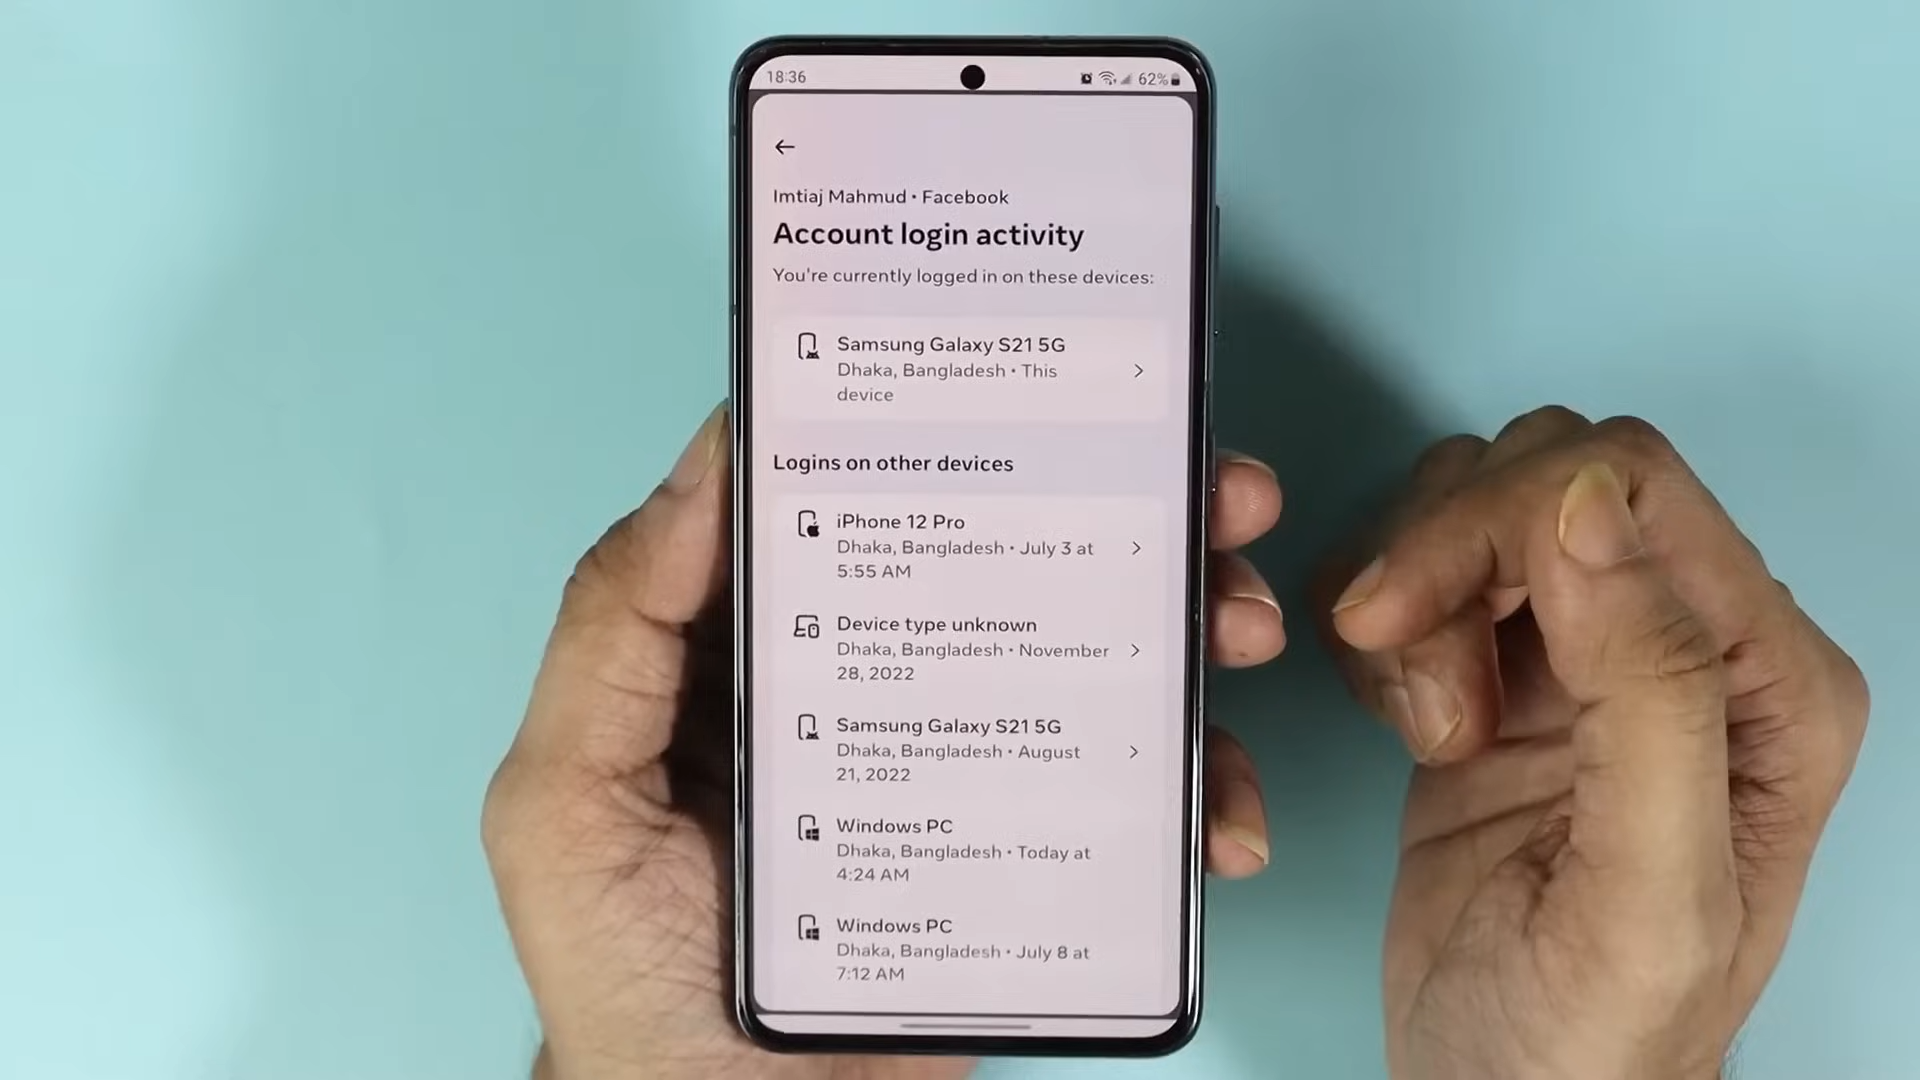 18:36
62%
Imtiaj Mahmud • Facebook
Account login activity
You're currently logged in on these devices:
Samsung Galaxy S21 5G
Dhaka, Bangladesh • This
device
Logins on other devices
iPhone 12 Pro
Dhaka, Bangladesh • July 3 at
5:55 AM
Device type unknown
Dhaka, Bangladesh • November
28, 2022
Samsung Galaxy S21 5G
Dhaka, Bangladesh • August
21, 2022
Windows PC
Dhaka, Bangladesh • Today at
4:24 AM
Windows PC
Dhaka, Bangladesh • July 8 at
7:12 AM